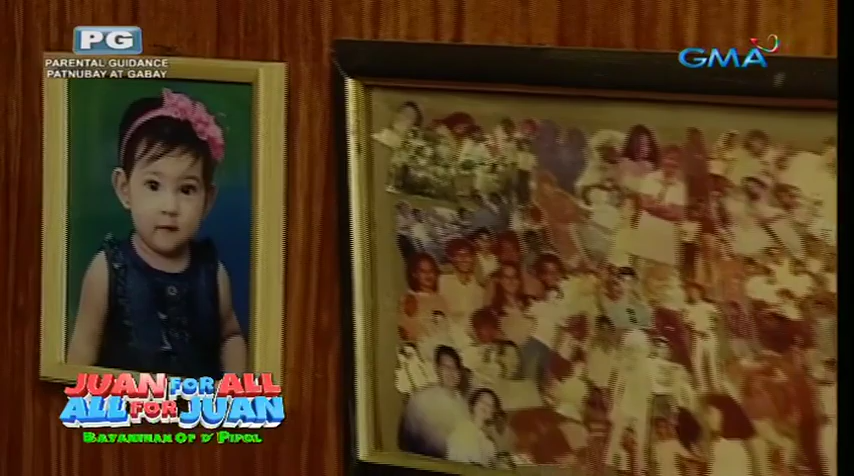 PG
PARENTAL GUIDANCE
PATNUBAY AT GABAY
GMA
JUAN FOR ALL
ALL FOR JUAN
BAYANIHAN OF D' PIPOL